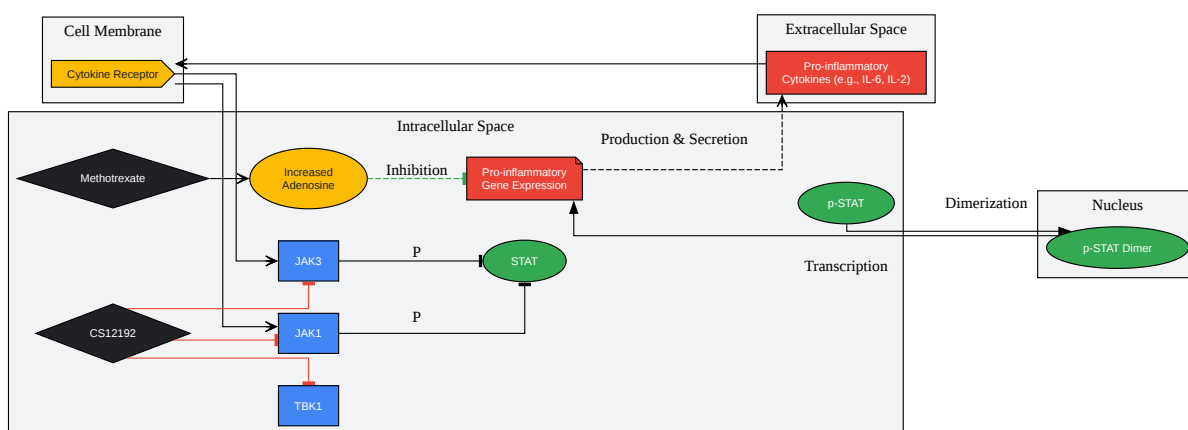 Cell Membrane
Extracellular Space
Cytokine Receptor
Pro-inflammatory
Cytokines (e.g., IL-6, IL-2)
Intracellular Space
Production & Secretion
Methotrexate
Increased
Adenosine
Inhibition
Pro-inflammatory
Gene Expression
p-STAT
Dimerization
Nucleus
p-STAT Dimer
JAK3
P
STAT
Transcription
CS12192
JAK1
P
TBK1